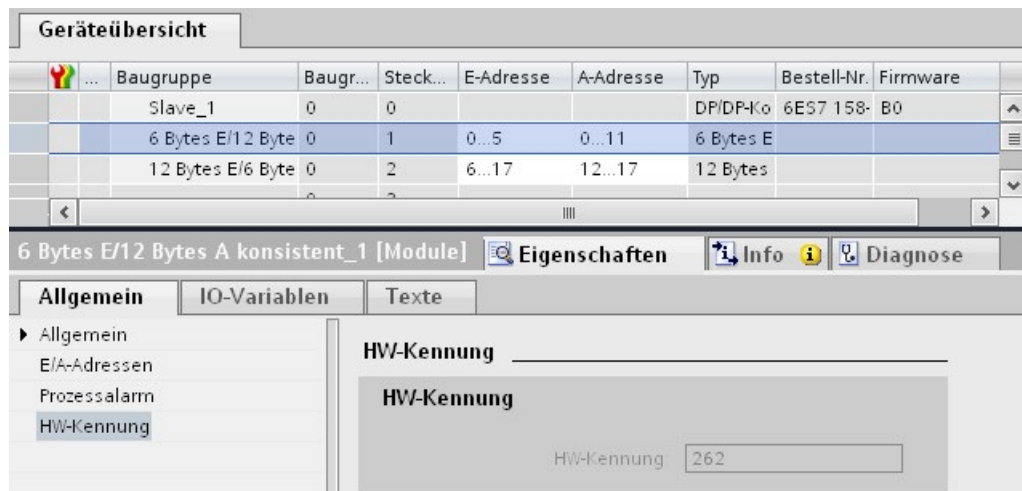 Geräteübersicht
... Baugruppe Baugr... Steck... E-Adresse A-Adresse Typ Bestell-Nr. Firmware
Slave_1 0 0 DP/DP-Ko 6ES7 158- B0
6 Bytes E/12 Byte 0 1 0...5 0...11 6 Bytes E
12 Bytes E/6 Byte 0 2 6...17 12...17 12 Bytes
6 Bytes E/12 Bytes A konsistent_1 [Module] Eigenschaften Info Diagnose
Allgemein IO-Variablen Texte
Allgemein
E/A-Adressen
Prozessalarm
HW-Kennung
HW-Kennung
HW-Kennung
HW-Kennung 262